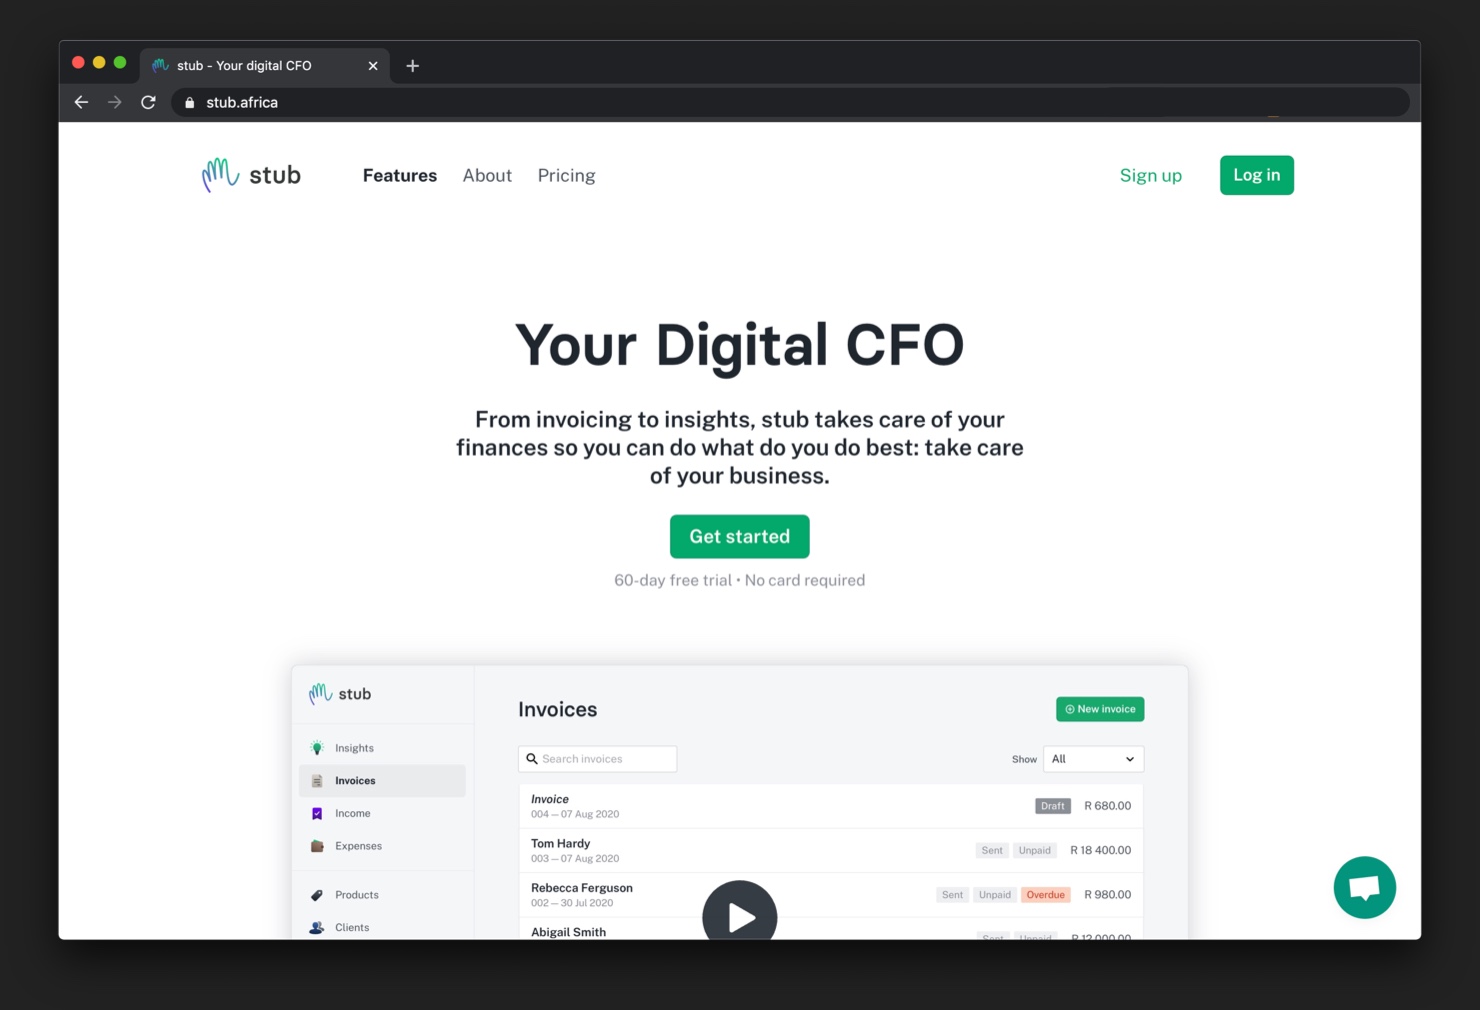 stub - Your digital CFO
stub.africa
stub
Features
About
Pricing
Sign up
Log in
Your Digital CFO
From invoicing to insights, stub takes care of your
finances so you can do what do you do best: take care
of your business.
Get started
60-day free trial • No card required
stub
Insights
Invoices
Income
Expenses
Products
Clients
Invoices
New invoice
Search invoices
Show
All
Invoice
004 — 07 Aug 2020
Draft
R 680.00
Tom Hardy
003 — 07 Aug 2020
Sent
Unpaid
R 18 400.00
Rebecca Ferguson
002 — 30 Jul 2020
Sent
Unpaid
Overdue
R 980.00
Abigail Smith
Sent
Unpaid
R 12 000.00